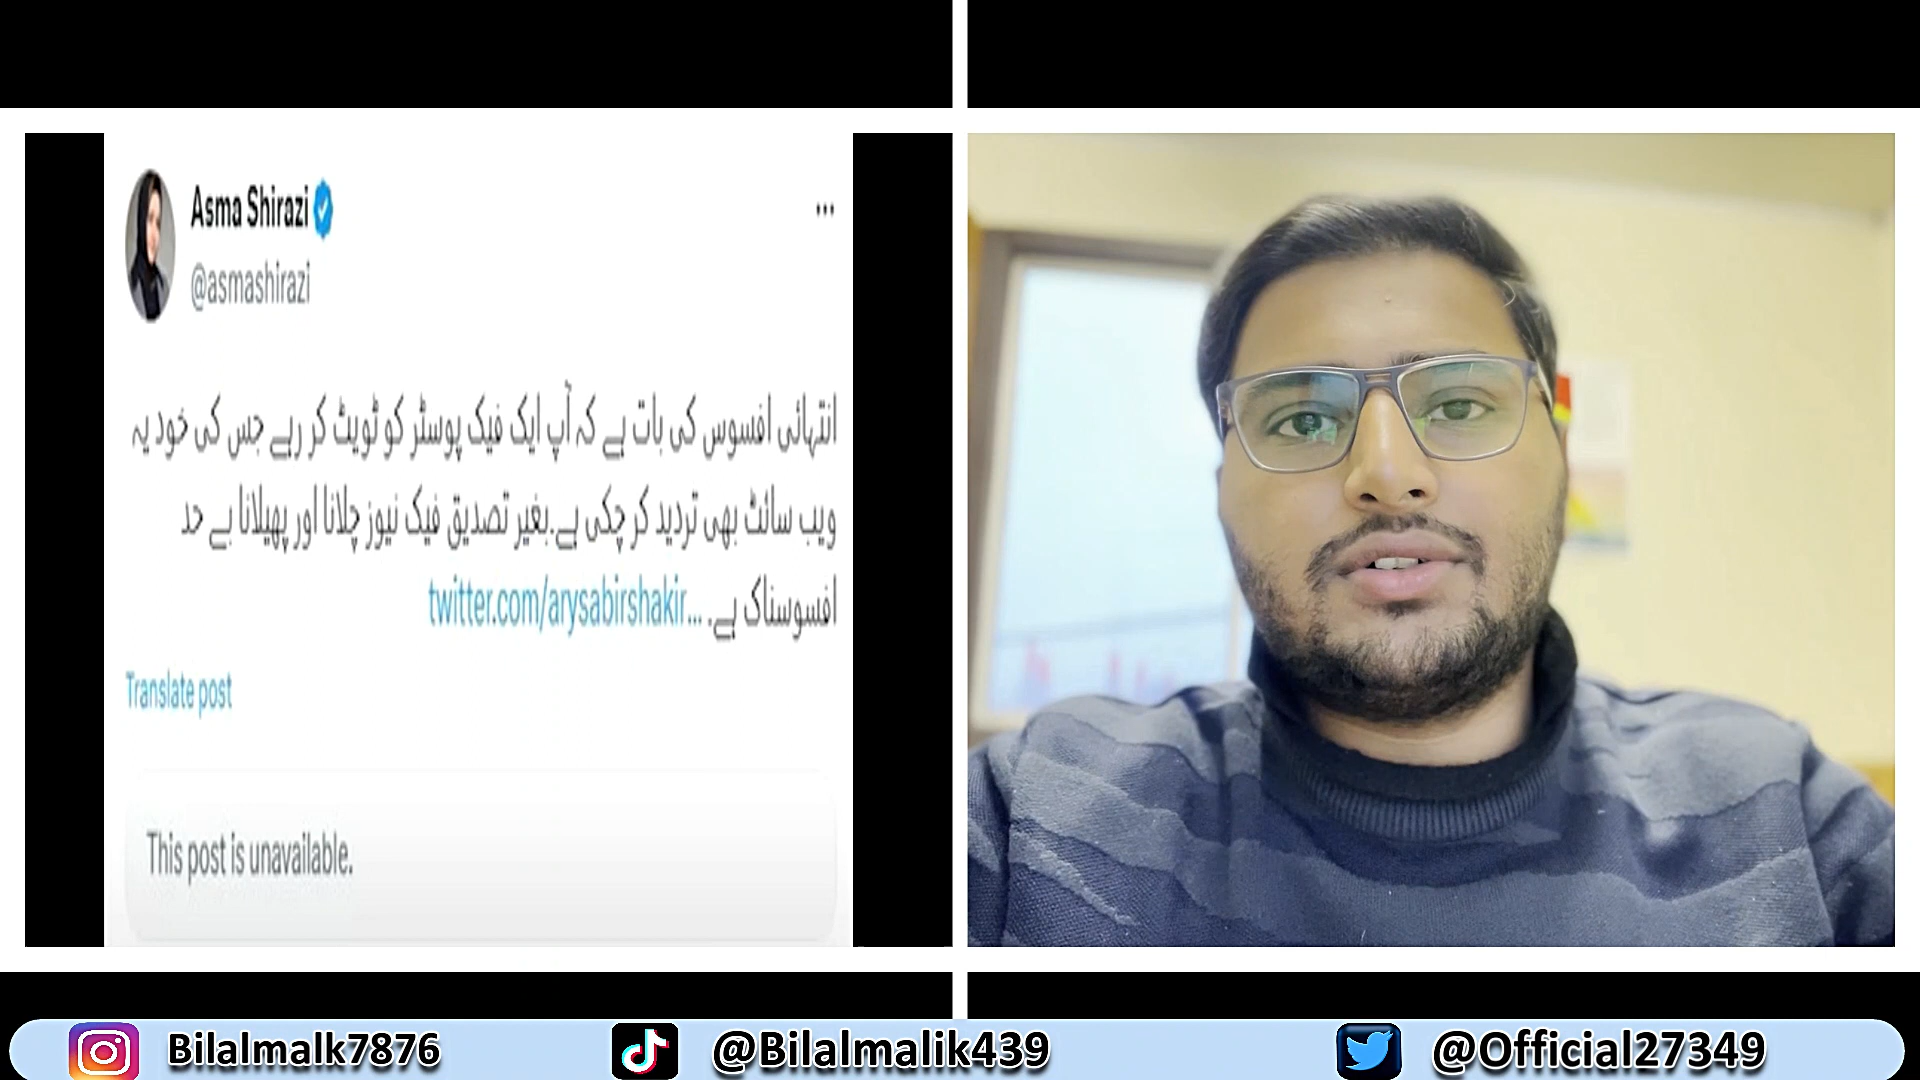 Asma Shirazi
@asmashirazi
انتہائی افسوس کی بات ہے کہ آپ ایک فیک پوسٹر کو ٹویٹ کر رہے جس کی خود یہ
ویب سائٹ بھی تردید کر چکی ہے.بغیر تصدیق فیک نیوز چلانا اور پھیلانا بے حد
افسوسناک ہے. twitter.com/arysabirshakir...
Translate post
This post is unavailable.
Bilalmalk7876
@Bilalmalik439
@Official27349